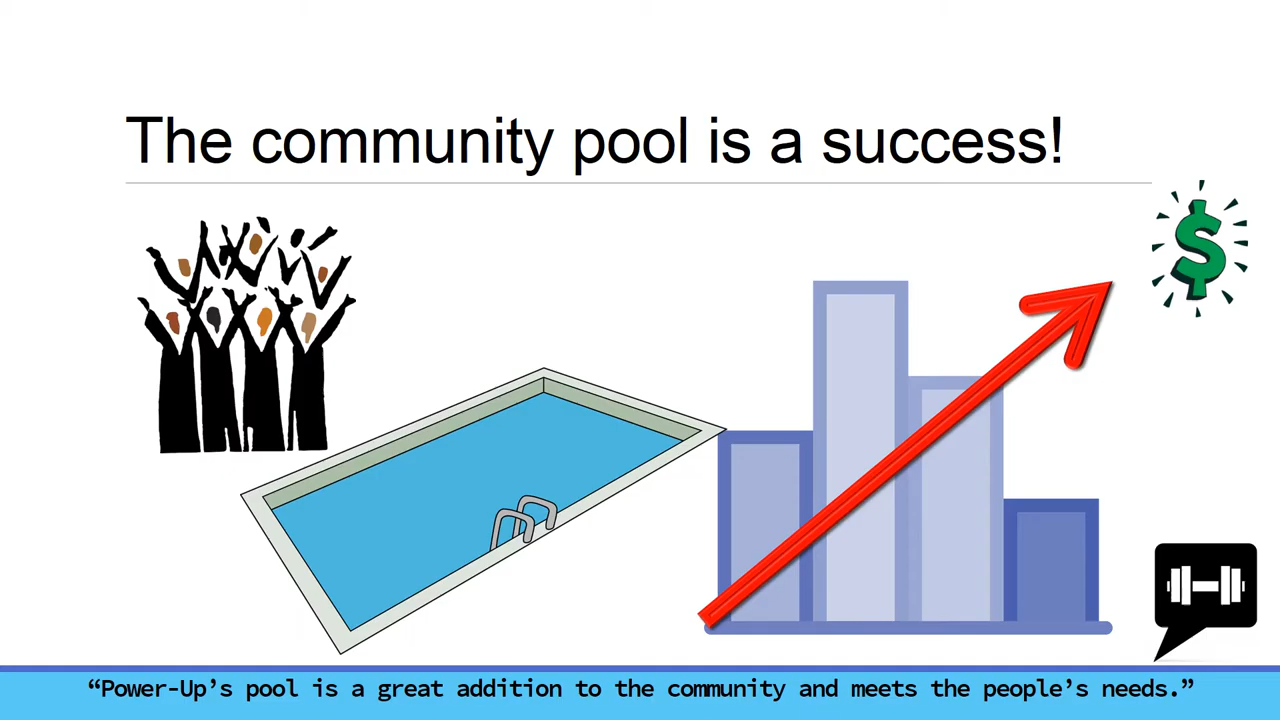 The community pool is a success!
$
“Power-Up’s pool is a great addition to the community and meets the people’s needs.”